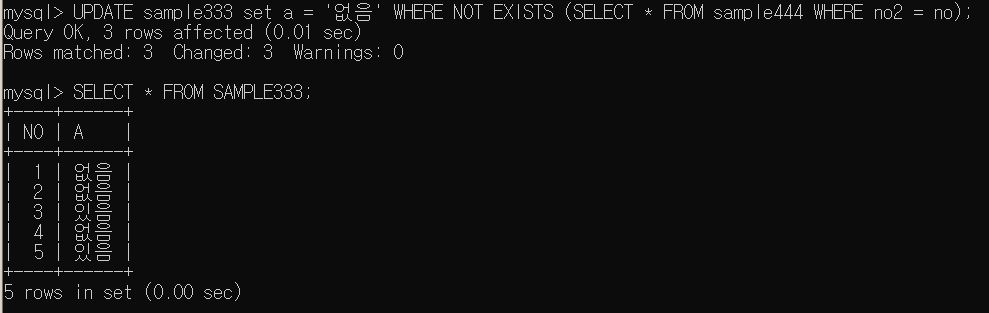 mysql> UPDATE sample333 set a = '없음' WHERE NOT EXISTS (SELECT * FROM sample444 WHERE no2 = no);
Query OK, 3 rows affected (0.01 sec)
Rows matched: 3  Changed: 3  Warnings: 0
mysql> SELECT * FROM SAMPLE333;
+----+------+
| NO | A    |
+----+------+
|  1 | 없음 |
|  2 | 없음 |
|  3 | 있음 |
|  4 | 없음 |
|  5 | 있음 |
+----+------+
5 rows in set (0.00 sec)